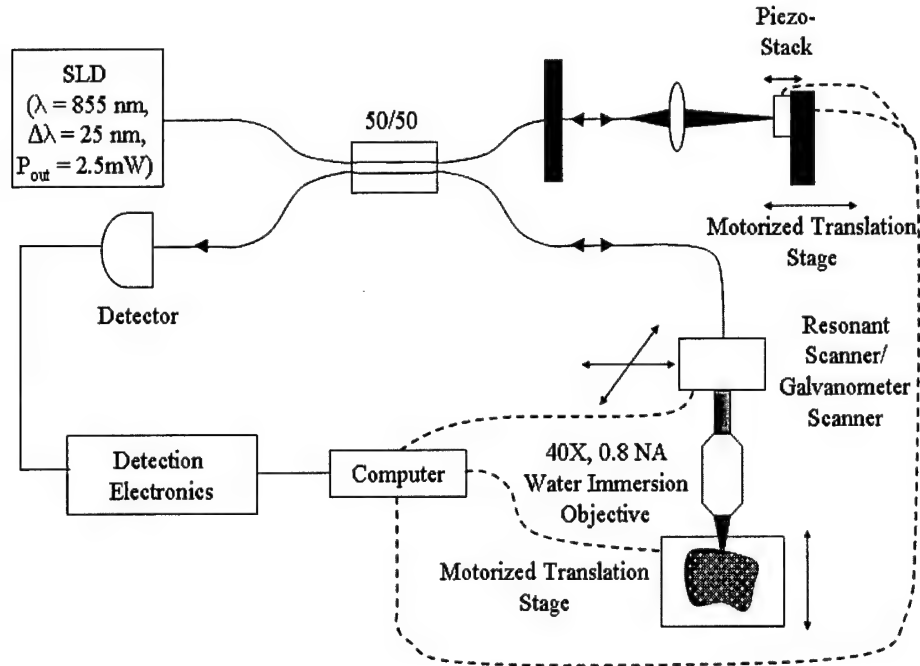 Piezo-
Stack
SLD
(λ = 855 nm,
Δλ = 25 nm,
Pout = 2.5mW)
50/50
Motorized Translation
Stage
Detector
Resonant
Scanner/
Galvanometer
Scanner
40X, 0.8 NA
Water Immersion
Objective
Detection
Electronics
Computer
Motorized Translation
Stage